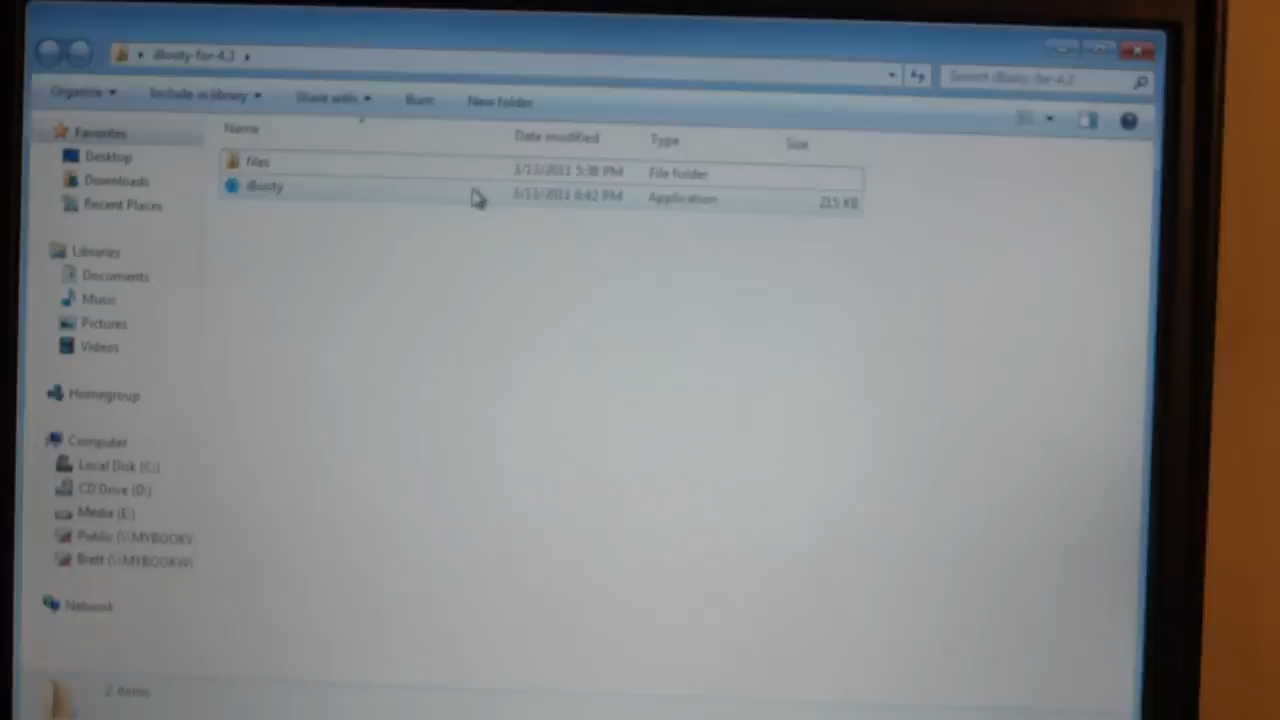 iBooty-for-4.3
Search iBooty-for-4.3
Organize Include in library Share with Burn New folder
Name Date modified Type Size
files 3/13/2011 5:38 PM File folder
iBooty 3/13/2011 6:42 PM Application 215 KB
Favorites
Desktop
Downloads
Recent Places
Libraries
Documents
Music
Pictures
Videos
Homegroup
Computer
Local Disk (C:)
CD Drive (D:)
Media (E:)
Public (\\MYBOOKW
Brett (\\MYBOOKW
Network
2 items